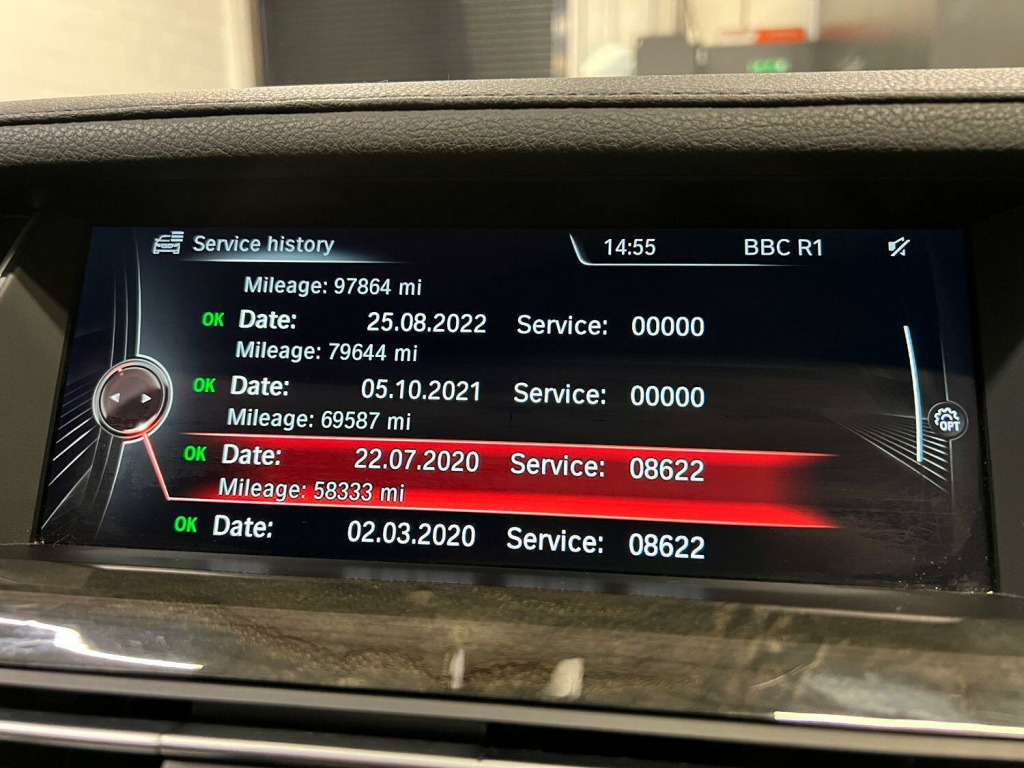 Service history
14:55
BBC R1
Mileage: 97864 mi
OK Date: 25.08.2022 Service: 00000
Mileage: 79644 mi
OK Date: 05.10.2021 Service: 00000
Mileage: 69587 mi
OK Date: 22.07.2020 Service: 08622
Mileage: 58333 mi
OK Date: 02.03.2020 Service: 08622
OPT